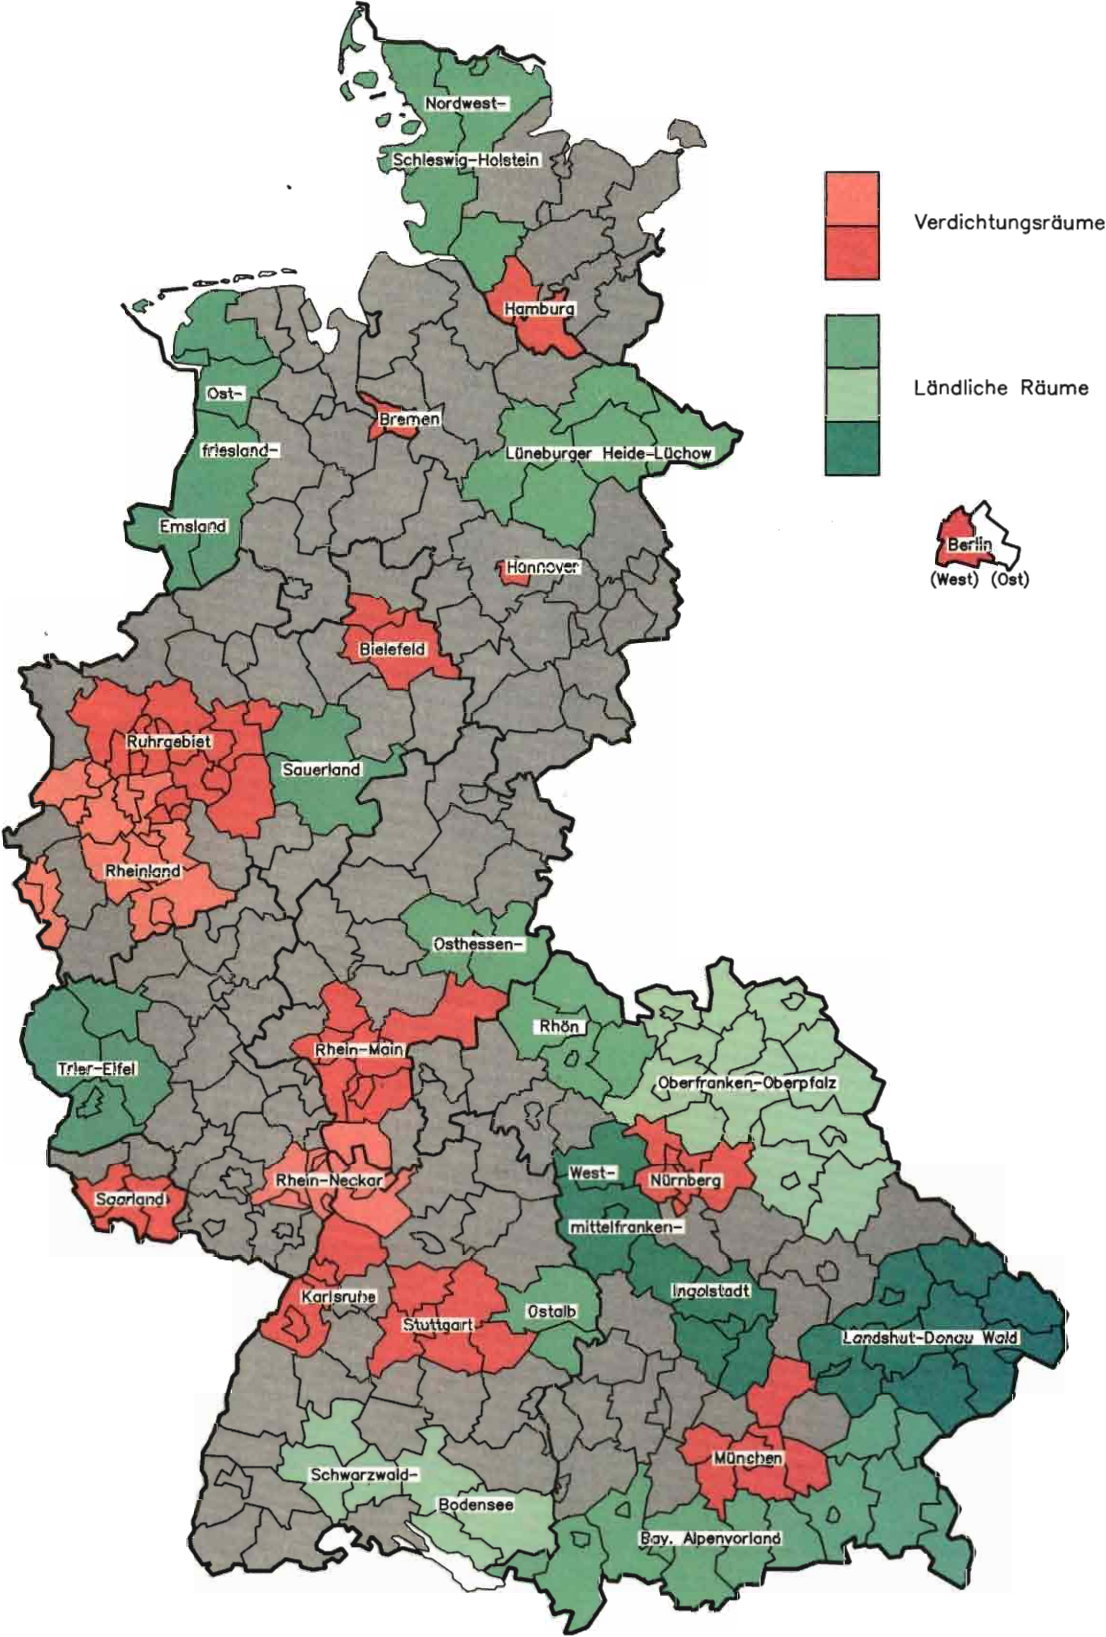 Nordwest-
Schleswig-Holstein
Verdichtungsräume
Hamburg
Ländliche Räume
Ost-
friesland-
Emsland
Bremen
Lüneburger Heide-Lüchow
Berlin
(West) (Ost)
Hannover
Bielefeld
Ruhrgebiet
Sauerland
Rheinland
Osthessen-
Rhön
Trier-Eifel
Rhein-Main
Oberfranken-Oberpfalz
Saarland
Rhein-Neckar
West-
mittelfranken-
Nürnberg
Ingolstadt
Karlsruhe
Stuttgart
Ostalb
Landshut-Donau Wald
Schwarzwald-
Bodensee
München
Bay. Alpenvorland